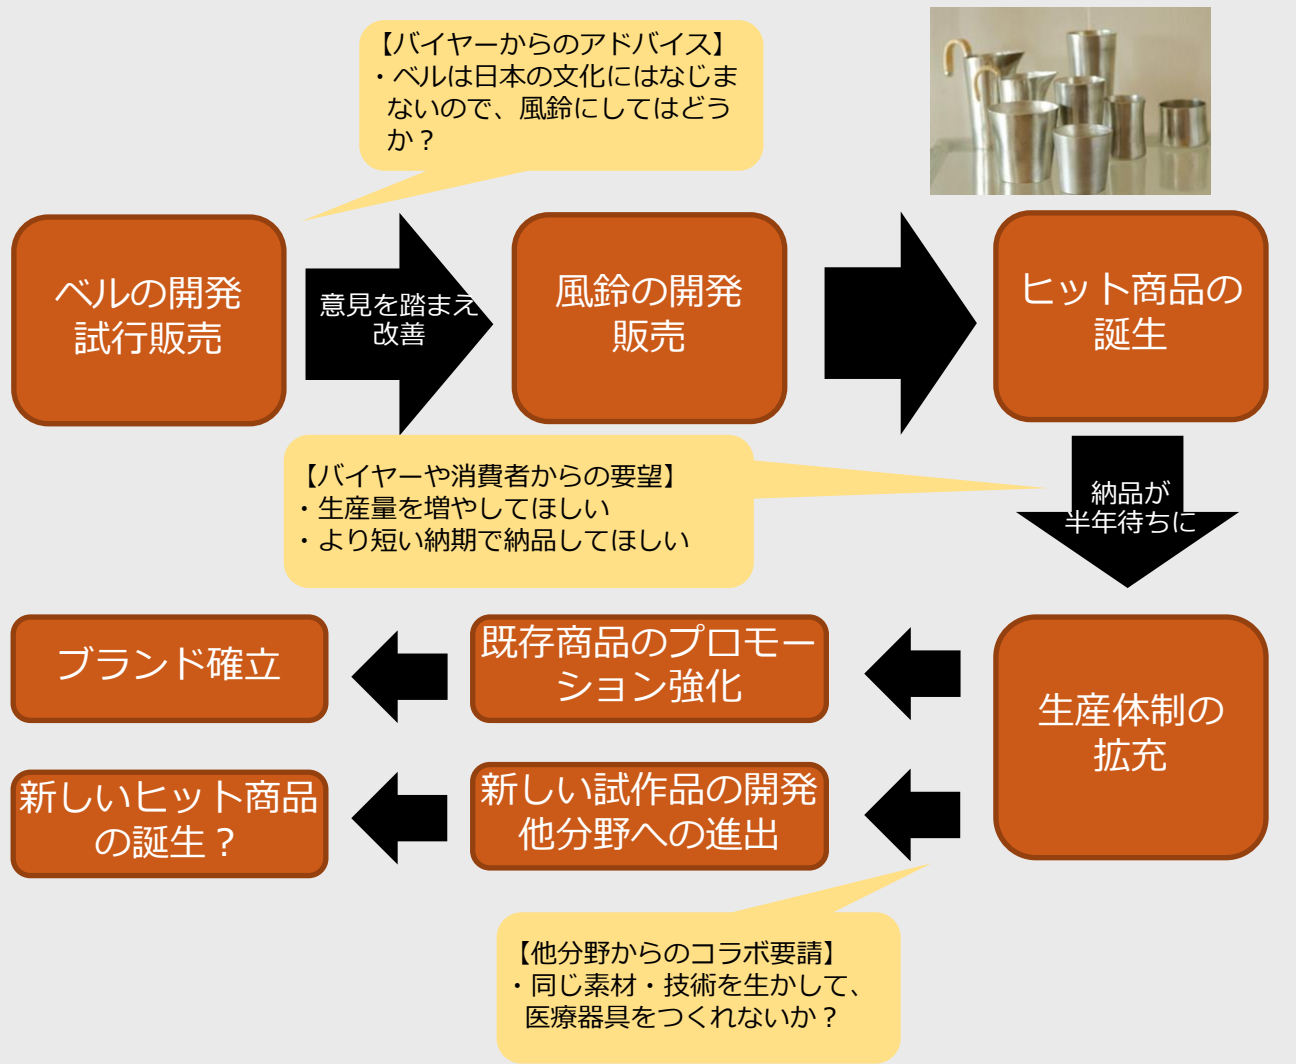 【バイヤーからのアドバイス】
・ベルは日本の文化にはなじま
ないので、風鈴にしてはどう
か？
ベルの開発
試行販売
意見を踏まえ
改善
風鈴の開発
販売
ヒット商品の
誕生
【バイヤーや消費者からの要望】
・生産量を増やしてほしい
・より短い納期で納品してほしい
納品が
半年待ちに
生産体制の
拡充
既存商品のプロモー
ション強化
ブランド確立
新しい試作品の開発
他分野への進出
新しいヒット商品
の誕生？
【他分野からのコラボ要請】
・同じ素材・技術を生かして、
医療器具をつくれないか？